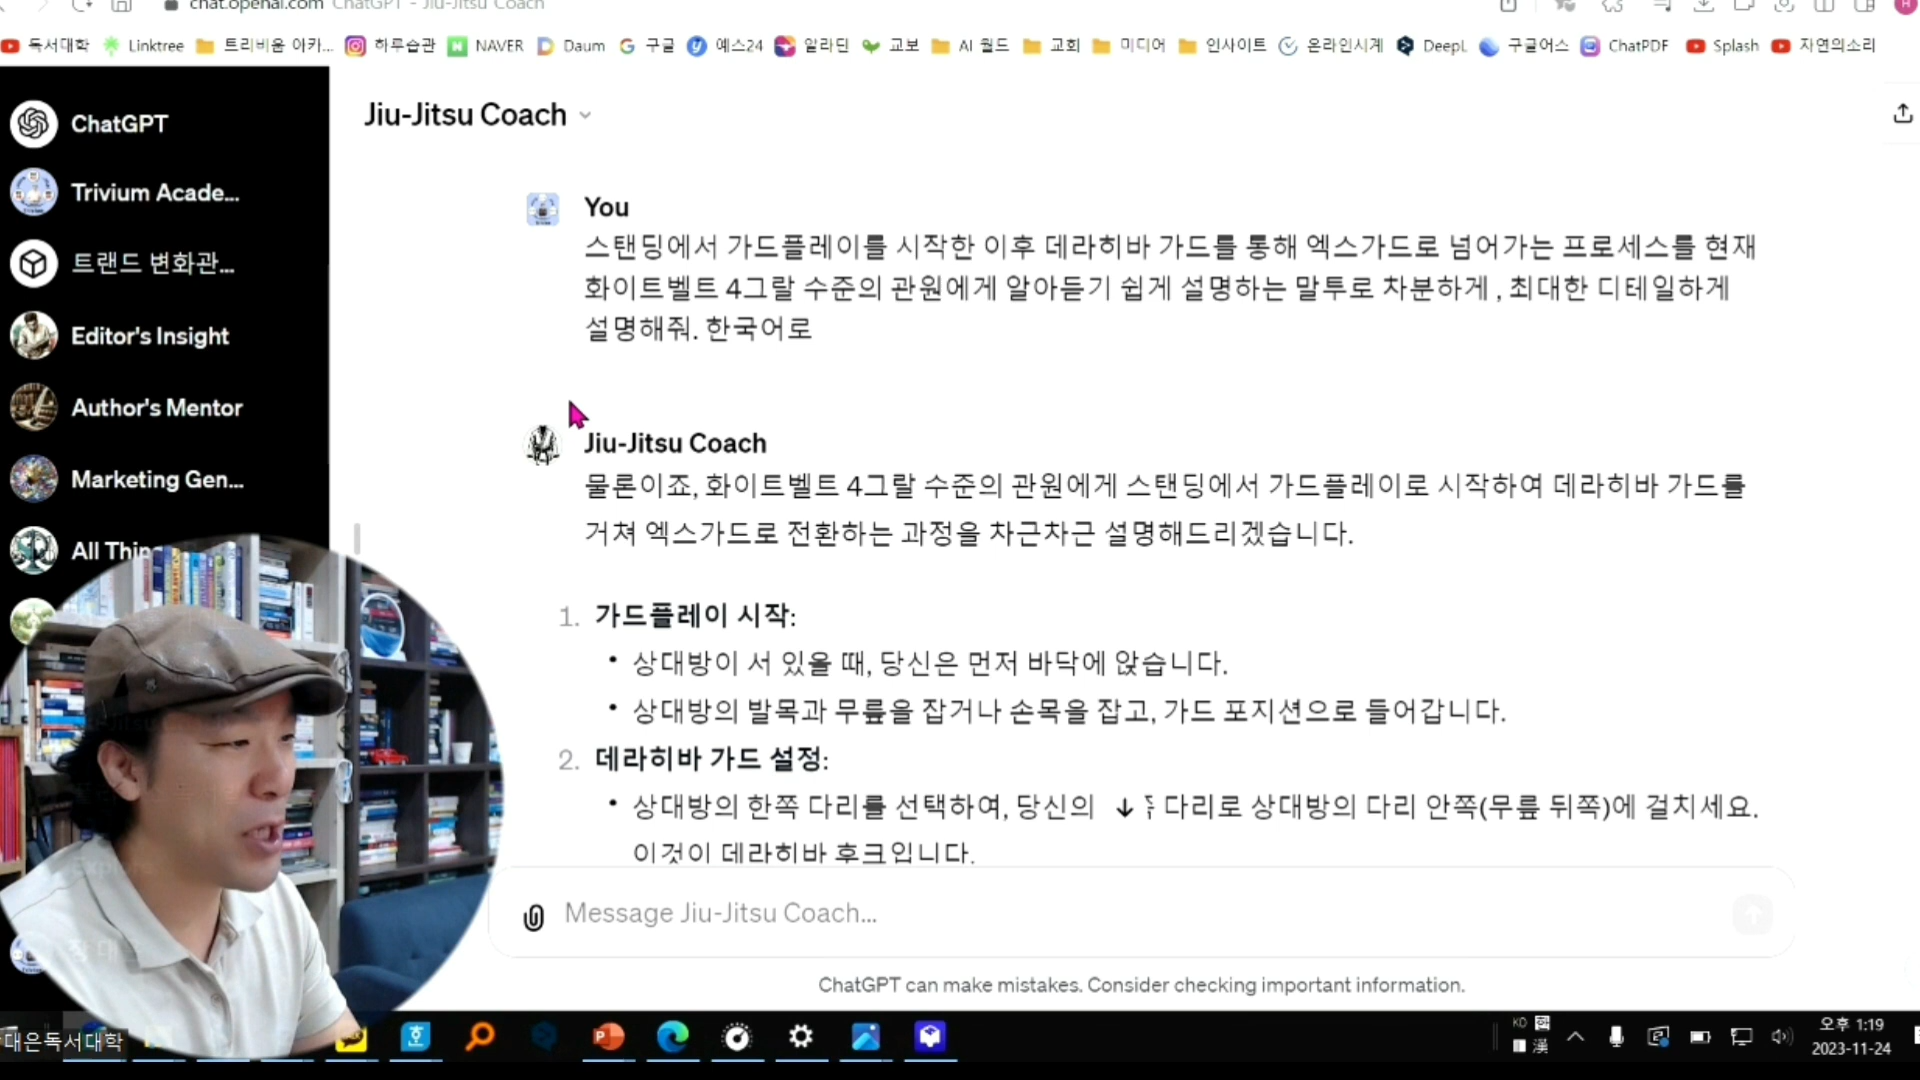 chat.openai.com ChatGPT - Jiu-Jitsu Coach
독서대학 Linktree 트리비움 아카... 하루습관 NAVER Daum 구글 예스24 알라딘 교보 AI 월드 교회 미디어 인사이트 온라인시계 DeepL 구글어스 ChatPDF Splash 자연의소리
ChatGPT
Trivium Acade...
트랜드 변화관...
Editor's Insight
Author's Mentor
Marketing Gen...
All Thin
Jiu-Jitsu Coach
You
스탠딩에서 가드플레이를 시작한 이후 데라히바 가드를 통해 엑스가드로 넘어가는 프로세스를 현재
화이트벨트 4그랄 수준의 관원에게 알아듣기 쉽게 설명하는 말투로 차분하게 , 최대한 디테일하게
설명해줘. 한국어로
Jiu-Jitsu Coach
물론이죠, 화이트벨트 4그랄 수준의 관원에게 스탠딩에서 가드플레이로 시작하여 데라히바 가드를
거쳐 엑스가드로 전환하는 과정을 차근차근 설명해드리겠습니다.
1. 가드플레이 시작:
• 상대방이 서 있을 때, 당신은 먼저 바닥에 앉습니다.
• 상대방의 발목과 무릎을 잡거나 손목을 잡고, 가드 포지션으로 들어갑니다.
2. 데라히바 가드 설정:
• 상대방의 한쪽 다리를 선택하여, 당신의 다리로 상대방의 다리 안쪽(무릎 뒤쪽)에 걸치세요.
이것이 데라히바 후크입니다.
Message Jiu-Jitsu Coach...
ChatGPT can make mistakes. Consider checking important information.
대은독서대학
오후 1:19
2023-11-24